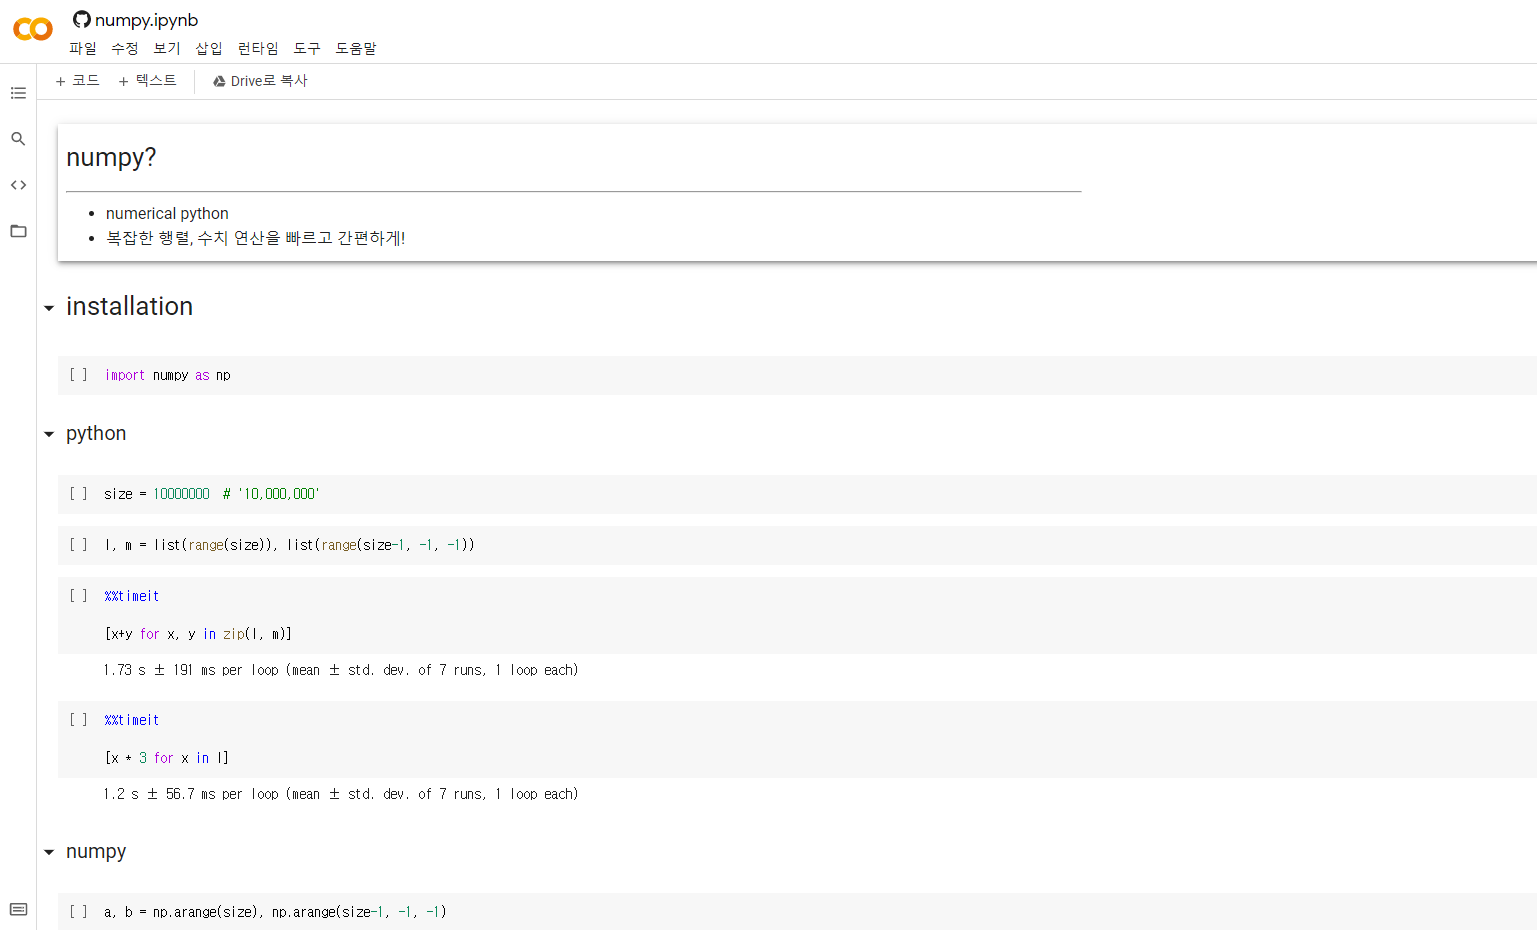 numpy.ipynb
파일 수정 보기 삽입 런타임 도구 도움말
+ 코드 + 텍스트 Drive로 복사
numpy?
numerical python
복잡한 행렬, 수치 연산을 빠르고 간편하게!
installation
[ ] import numpy as np
python
[ ] size = 10000000 # '10,000,000'
[ ] l, m = list(range(size)), list(range(size-1, -1, -1))
[ ] %%timeit
[x+y for x, y in zip(l, m)]
1.73 s ± 191 ms per loop (mean ± std. dev. of 7 runs, 1 loop each)
[ ] %%timeit
[x * 3 for x in l]
1.2 s ± 56.7 ms per loop (mean ± std. dev. of 7 runs, 1 loop each)
numpy
[ ] a, b = np.arange(size), np.arange(size-1, -1, -1)